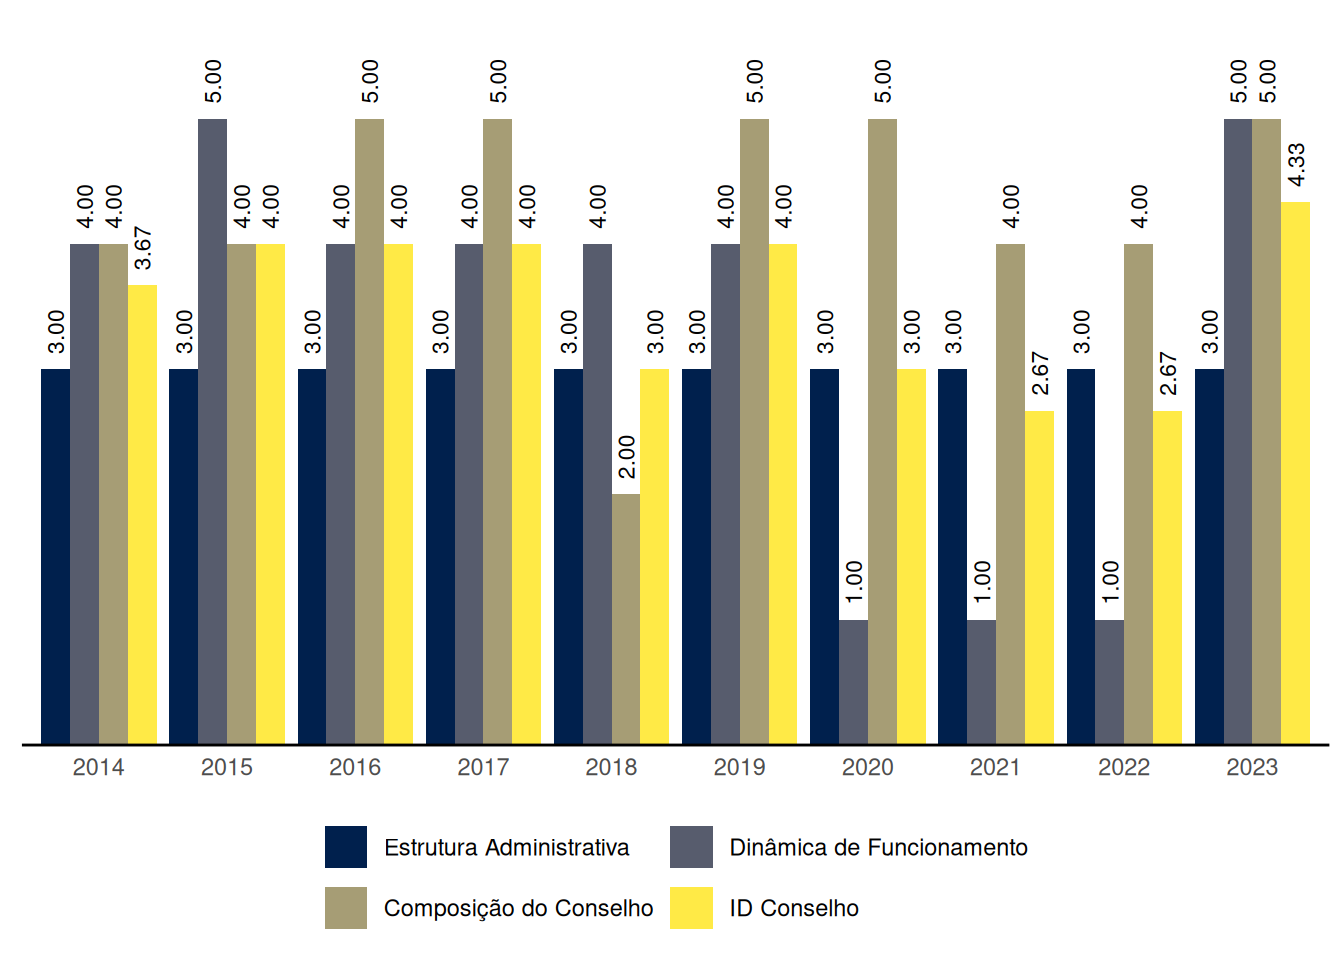 3.00 4.00 4.00 3.67 3.00 5.00 4.00 4.00 3.00 4.00 5.00 4.00 3.00 4.00 5.00 4.00 3.00 4.00 2.00 3.00 3.00 4.00 5.00 4.00 3.00 1.00 5.00 3.00 3.00 1.00 4.00 2.67 3.00 1.00 4.00 2.67 3.00 5.00 5.00 4.33
2014 2015 2016 2017 2018 2019 2020 2021 2022 2023
Estrutura Administrativa Dinâmica de Funcionamento
Composição do Conselho ID Conselho